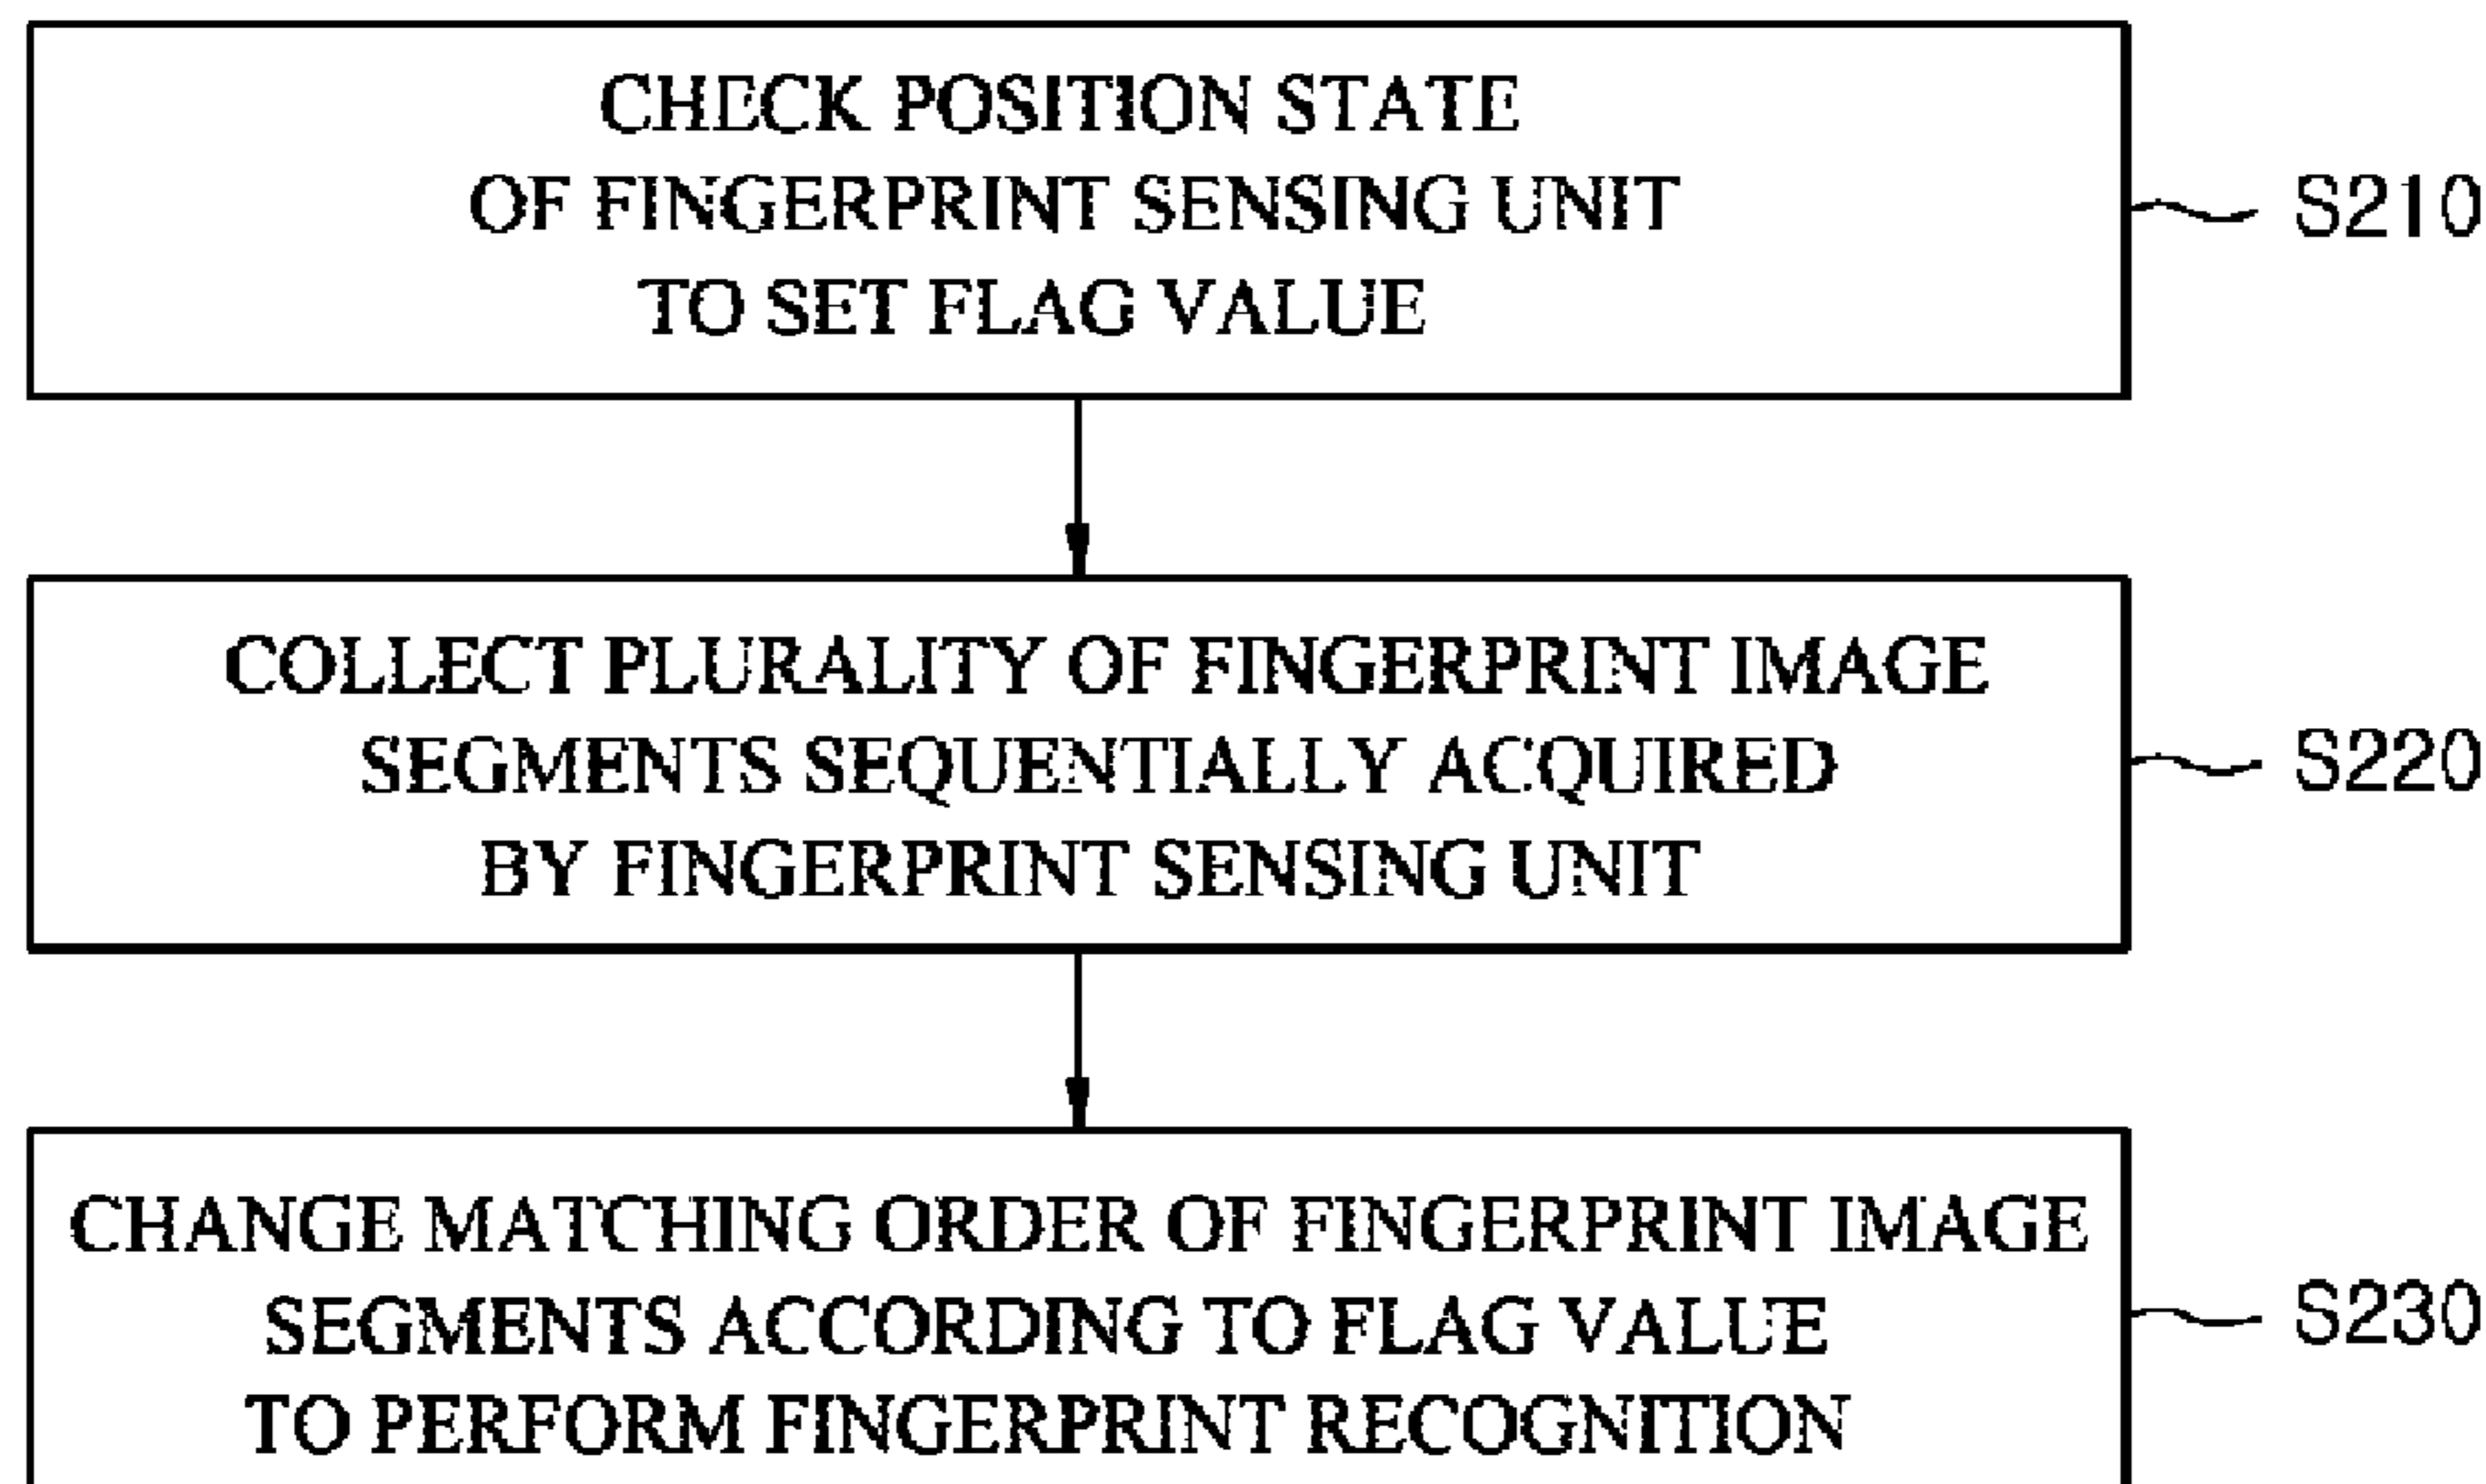 CHECK POSITION STATE
OF FINGERPRINT SENSING UNIT
TO SET FLAG VALUE
S210
COLLECT PLURALITY OF FINGERPRINT IMAGE
SEGMENTS SEQUENTIALLY ACQUIRED
BY FINGERPRINT SENSING UNIT
S220
CHANGE MATCHING ORDER OF FINGERPRINT IMAGE
SEGMENTS ACCORDING TO FLAG VALUE
TO PERFORM FINGERPRINT RECOGNITION
S230